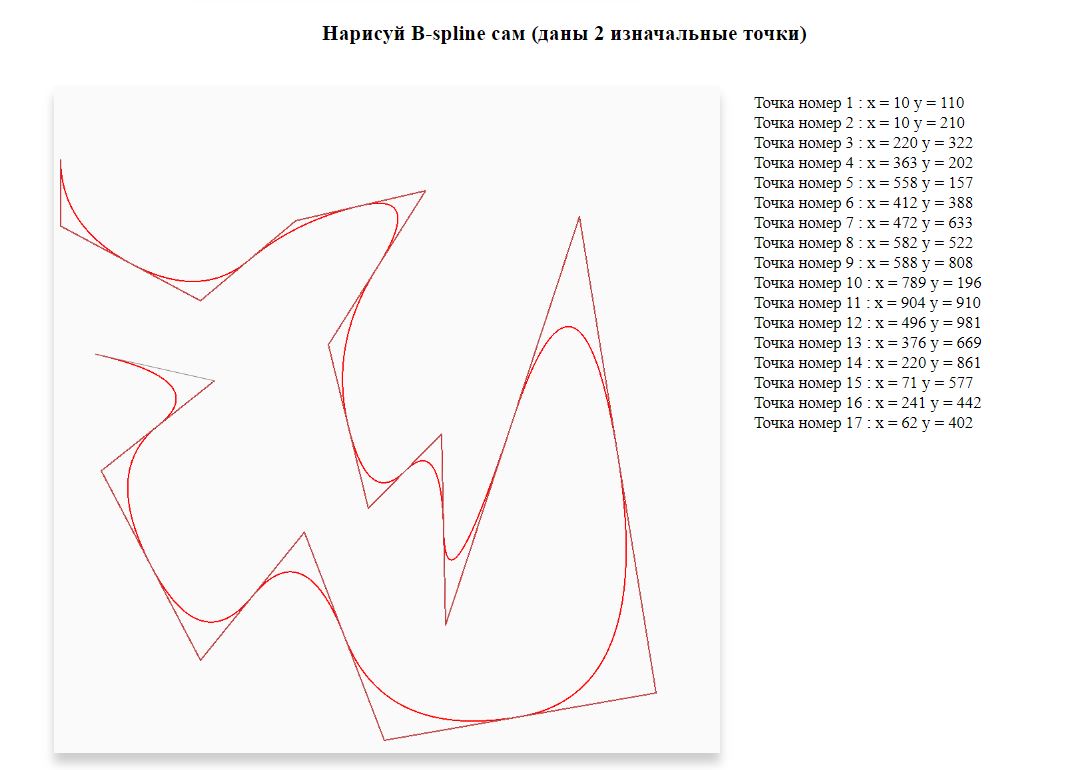 Нарисуй B-spline сам (даны 2 изначальные точки)
Точка номер 1 : x = 10 y = 110
Точка номер 2 : x = 10 y = 210
Точка номер 3 : x = 220 y = 322
Точка номер 4 : x = 363 y = 202
Точка номер 5 : x = 558 y = 157
Точка номер 6 : x = 412 y = 388
Точка номер 7 : x = 472 y = 633
Точка номер 8 : x = 582 y = 522
Точка номер 9 : x = 588 y = 808
Точка номер 10 : x = 789 y = 196
Точка номер 11 : x = 904 y = 910
Точка номер 12 : x = 496 y = 981
Точка номер 13 : x = 376 y = 669
Точка номер 14 : x = 220 y = 861
Точка номер 15 : x = 71 y = 577
Точка номер 16 : x = 241 y = 442
Точка номер 17 : x = 62 y = 402